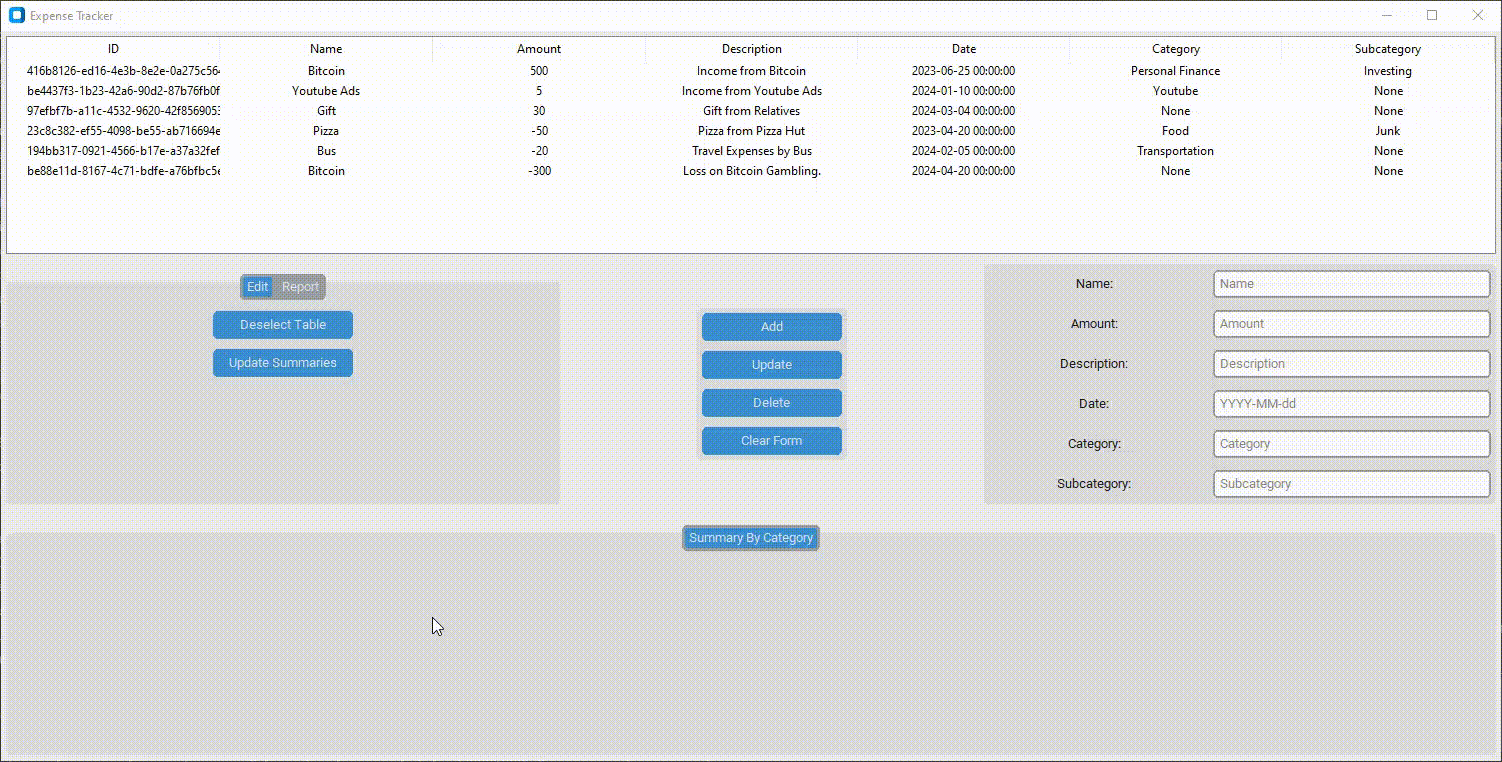 Expense Tracker
ID Name Amount Description Date Category Subcategory
416b8126-ed16-4e3b-8e2e-0a275c56 Bitcoin 500 Income from Bitcoin 2023-06-25 00:00:00 Personal Finance Investing
be4437f3-1b23-42a6-90d2-87b76fb0f Youtube Ads 5 Income from Youtube Ads 2024-01-10 00:00:00 Youtube None
97efbf7b-a11c-4532-9620-42f856905 Gift 30 Gift from Relatives 2024-03-04 00:00:00 None None
23c8c382-ef55-4098-be55-ab716694e Pizza -50 Pizza from Pizza Hut 2023-04-20 00:00:00 Food Junk
194bb317-0921-4566-b17e-a37a32fef Bus -20 Travel Expenses by Bus 2024-02-05 00:00:00 Transportation None
be88e11d-8167-4c71-bdfe-a76bfbc5 Bitcoin -300 Loss on Bitcoin Gambling. 2024-04-20 00:00:00 None None
Edit Report
Deselect Table
Update Summaries
Add
Update
Delete
Clear Form
Name: Name
Amount: Amount
Description: Description
Date: YYYY-MM-dd
Category: Category
Subcategory: Subcategory
Summary By Category